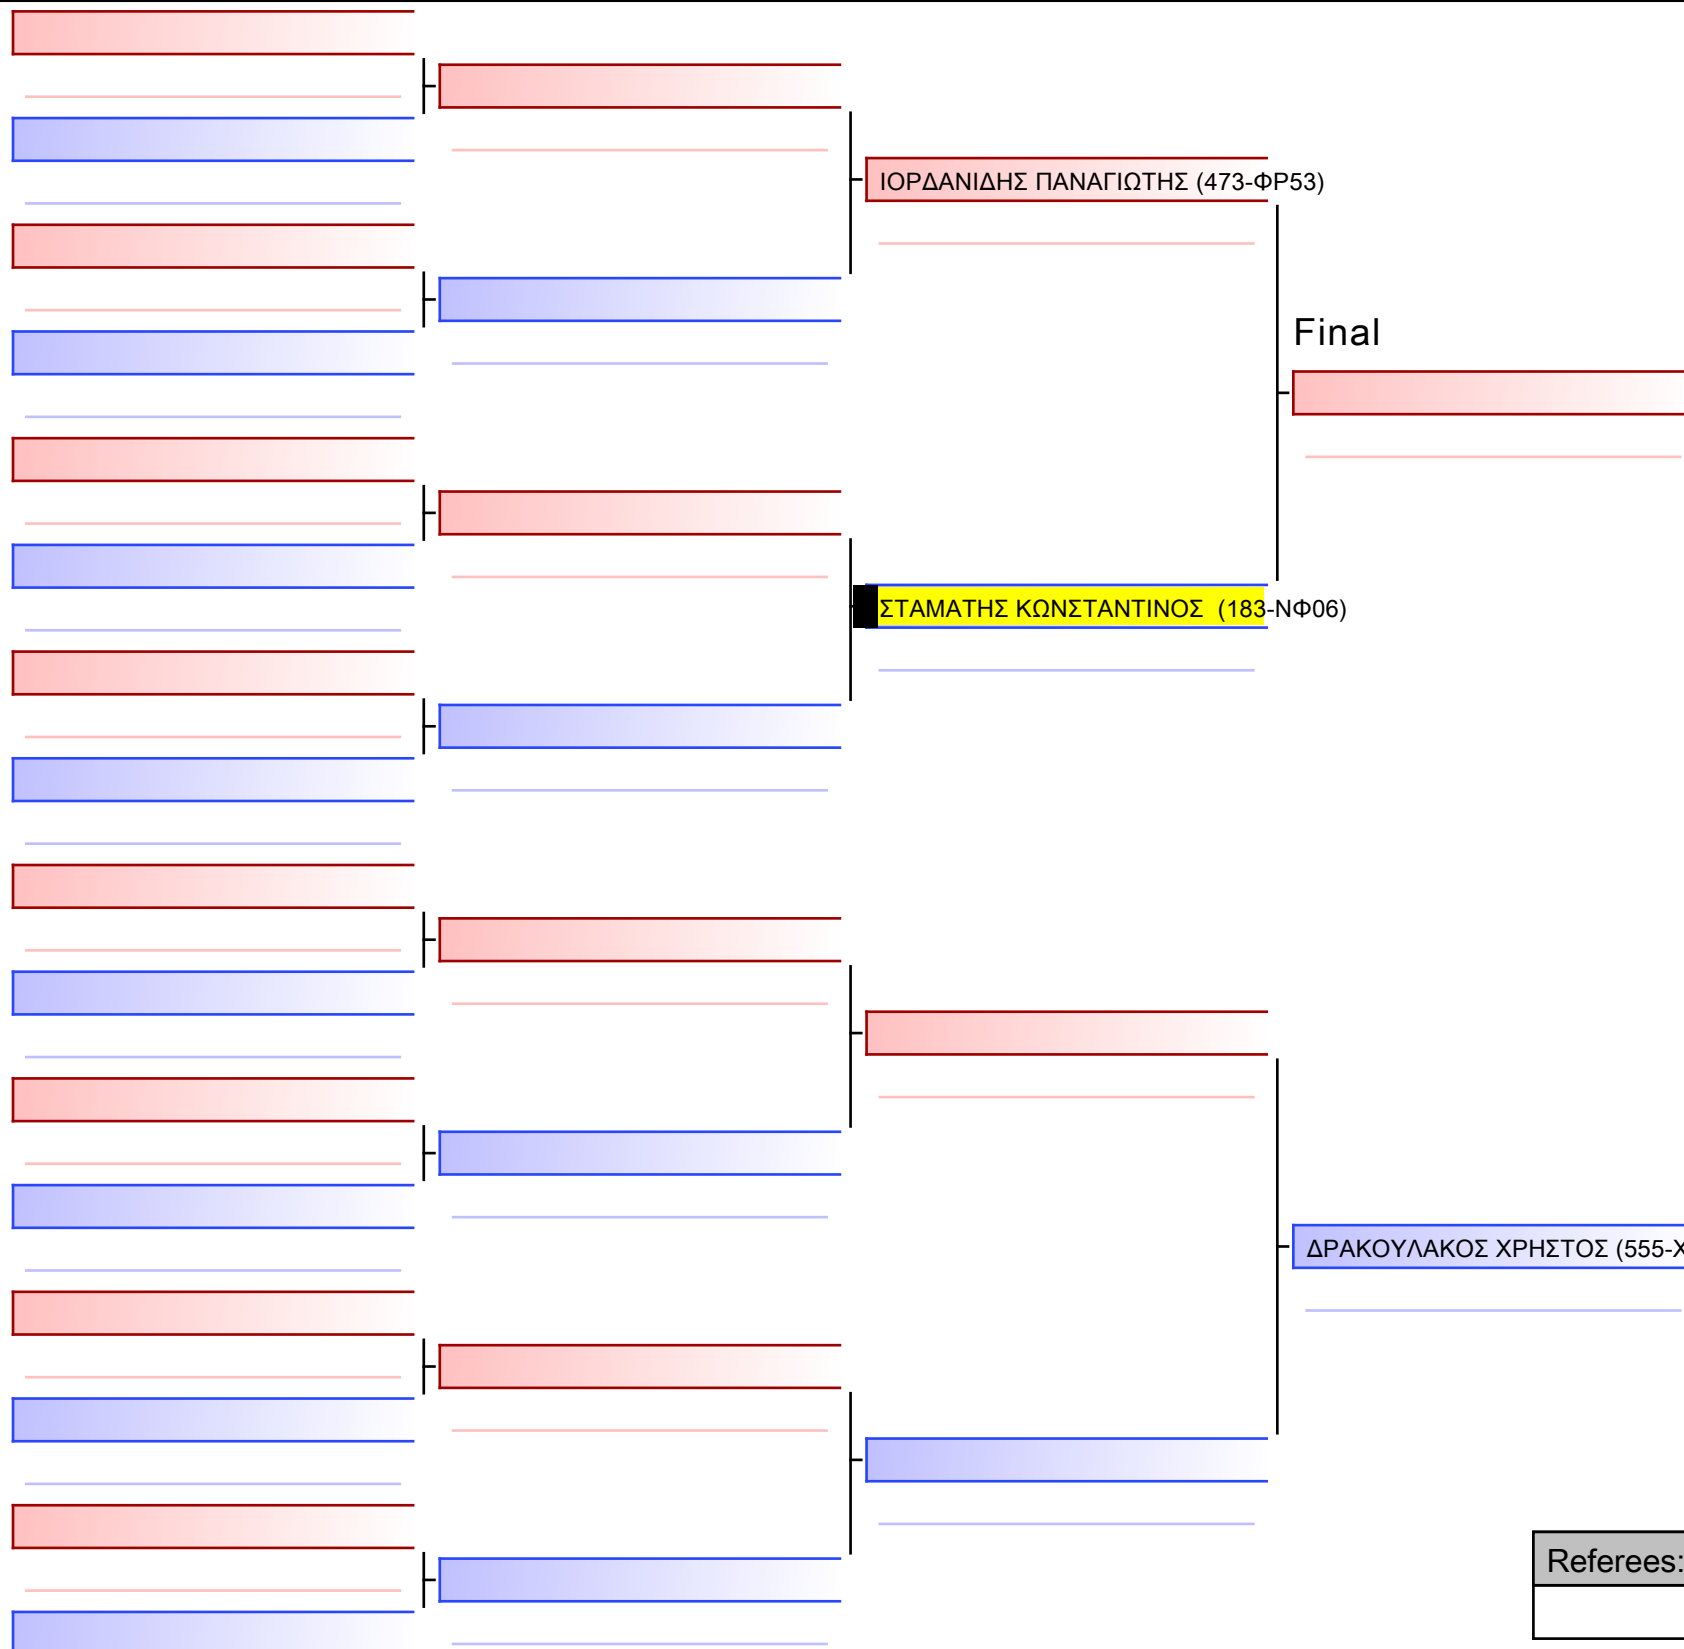 ΙΟΡΔΑΝΙΔΗΣ ΠΑΝΑΓΙΩΤΗΣ (473-ΦΡ53)
Final
ΣΤΑΜΑΤΗΣ ΚΩΝΣΤΑΝΤΙΝΟΣ (183-ΝΦ06)
ΔΡΑΚΟΥΛΑΚΟΣ ΧΡΗΣΤΟΣ (555-Χ
Referees: